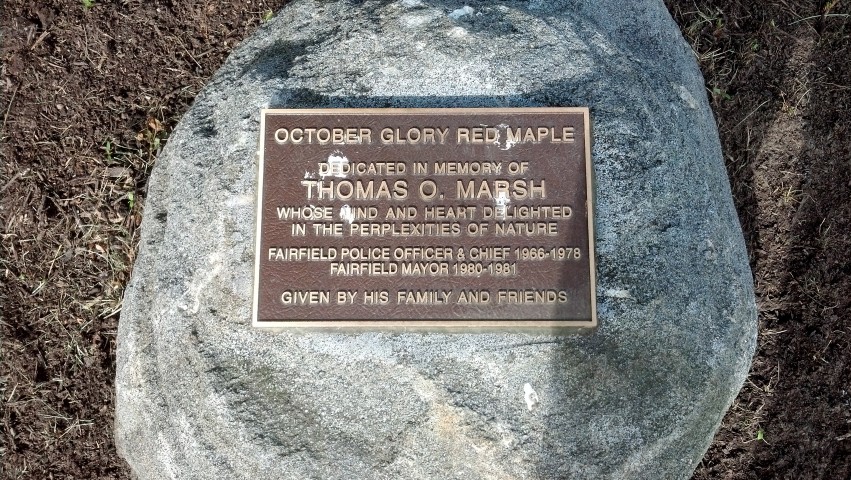 OCTOBER GLORY RED MAPLE
DEDICATED IN MEMORY OF
THOMAS O. MARSH
WHOSE MIND AND HEART DELIGHTED
IN THE PERPLEXITIES OF NATURE
FAIRFIELD POLICE OFFICER & CHIEF 1966-1978
FAIRFIELD MAYOR 1980-1981
GIVEN BY HIS FAMILY AND FRIENDS